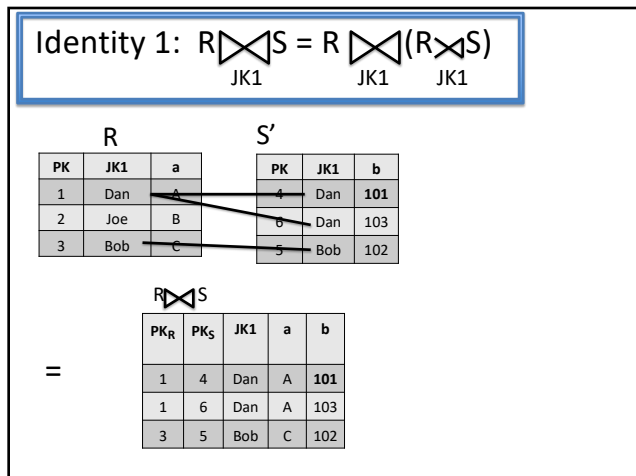 Identity 1: R⋈S = R ⋈(R⋊S)
JK1 JK1 JK1
R S’
PK JK1 a
1 Dan A
2 Joe B
3 Bob C
PK JK1 b
4 Dan 101
6 Dan 103
5 Bob 102
R⋈S
PKR PKS JK1 a b
=
1 4 Dan A 101
1 6 Dan A 103
3 5 Bob C 102